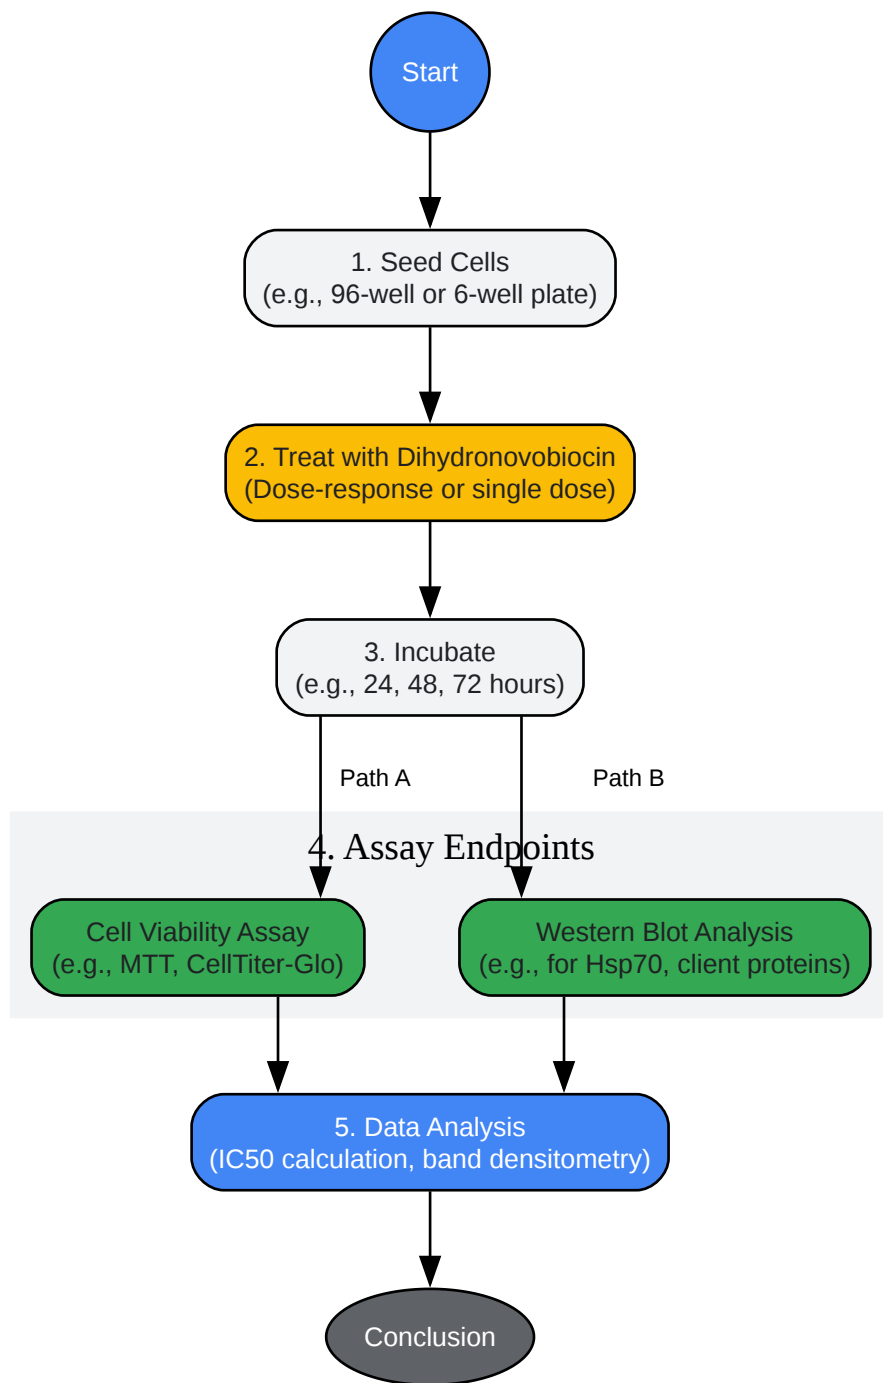 Start
1. Seed Cells
(e.g., 96-well or 6-well plate)
2. Treat with Dihydronovobiocin
(Dose-response or single dose)
3. Incubate
(e.g., 24, 48, 72 hours)
Path A
Path B
4. Assay Endpoints
Cell Viability Assay
(e.g., MTT, CellTiter-Glo)
Western Blot Analysis
(e.g., for Hsp70, client proteins)
5. Data Analysis
(IC50 calculation, band densitometry)
Conclusion